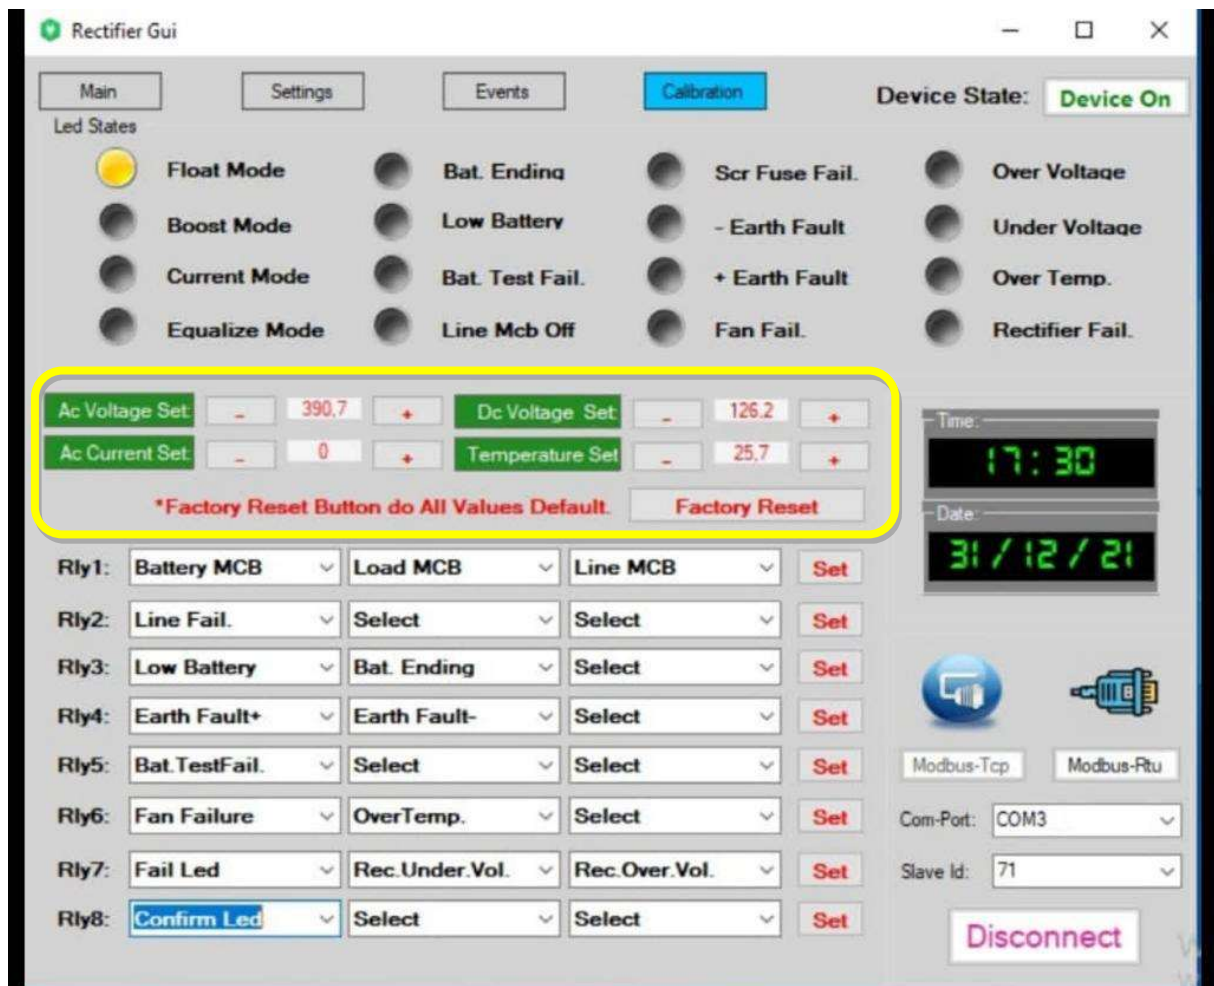 Rectifier Gui
Main Settings Events Calibration Device State: Device On
Led States
Float Mode Bat. Ending Scr Fuse Fail. Over Voltage
Boost Mode Low Battery - Earth Fault Under Voltage
Current Mode Bat. Test Fail. + Earth Fault Over Temp.
Equalize Mode Line Mcb Off Fan Fail. Rectifier Fail.
Ac Voltage Set: - 390,7 + Dc Voltage Set: - 126.2 +
Ac Current Set: - 0 + Temperature Set - 25,7 +
*Factory Reset Button do All Values Default. Factory Reset
Time:
17:30
Date:
31/12/21
Rly1: Battery MCB Load MCB Line MCB Set
Rly2: Line Fail. Select Select Set
Rly3: Low Battery Bat. Ending Select Set
Rly4: Earth Fault+ Earth Fault- Select Set
Rly5: Bat.TestFail. Select Select Set
Rly6: Fan Failure OverTemp. Select Set
Rly7: Fail Led Rec.Under.Vol. Rec.Over.Vol. Set
Rly8: Confirm Led Select Select Set
Modbus-Tcp Modbus-Rtu
Com-Port: COM3
Slave Id: 71
Disconnect